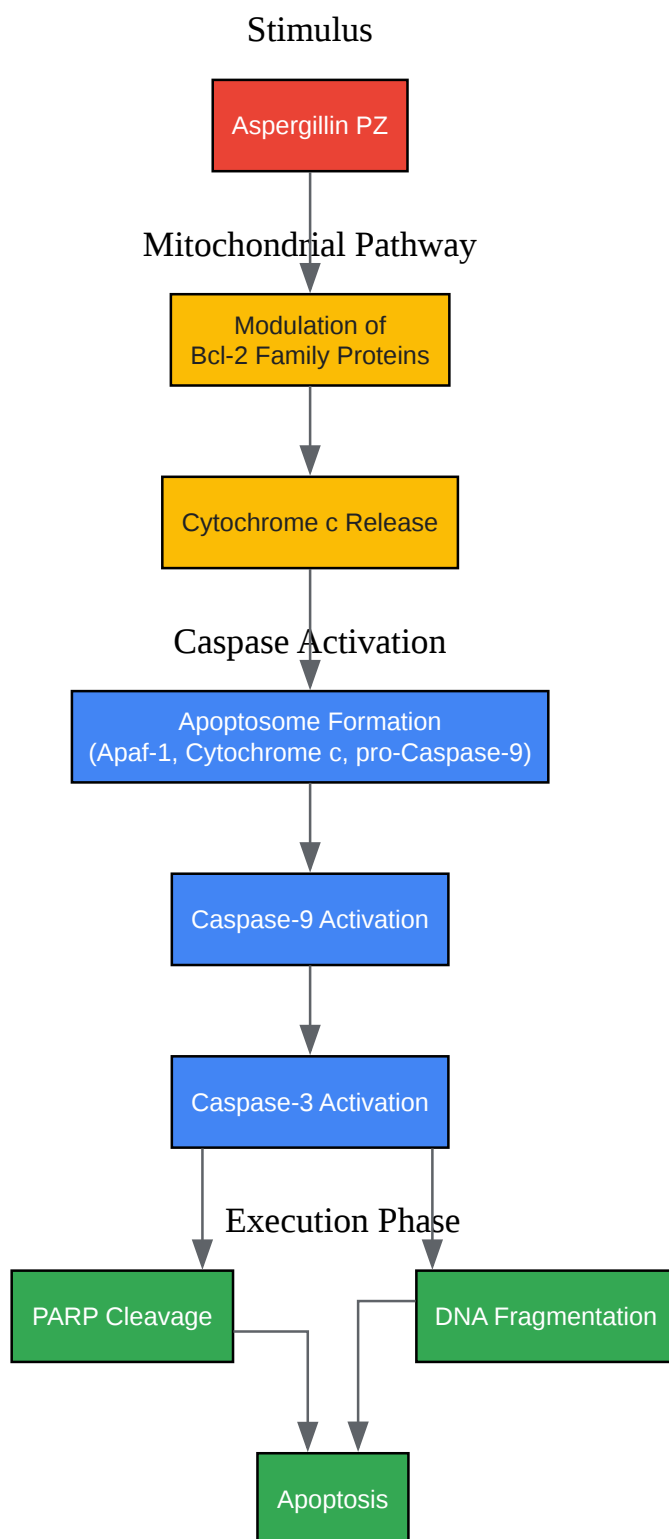 Stimulus
Aspergillin PZ
Mitochondrial Pathway
Modulation of
Bcl-2 Family Proteins
Cytochrome c Release
Caspase Activation
Apoptosome Formation
(Apaf-1, Cytochrome c, pro-Caspase-9)
Caspase-9 Activation
Caspase-3 Activation
Execution Phase
PARP Cleavage
DNA Fragmentation
Apoptosis